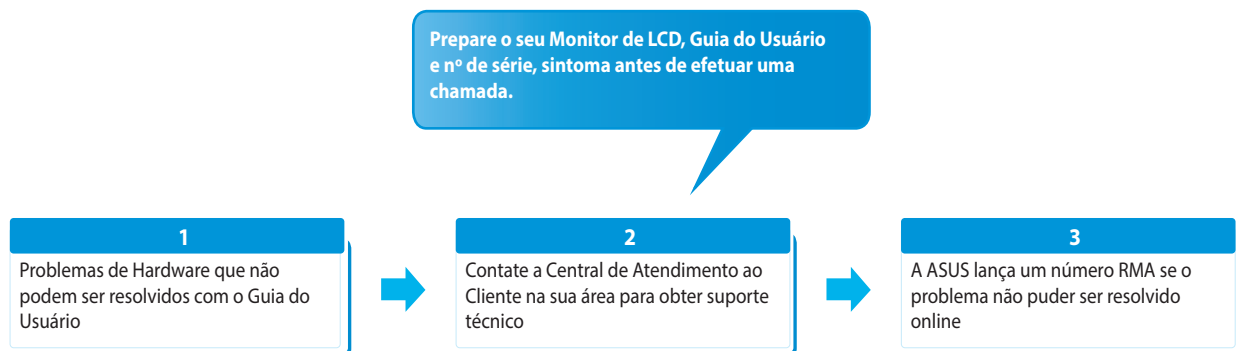 Prepare o seu Monitor de LCD, Guia do Usuário
e nº de série, sintoma antes de efetuar uma
chamada.
1
Problemas de Hardware que não
podem ser resolvidos com o Guia do
Usuário
2
Contate a Central de Atendimento ao
Cliente na sua área para obter suporte
técnico
3
A ASUS lança um número RMA se o
problema não puder ser resolvido
online